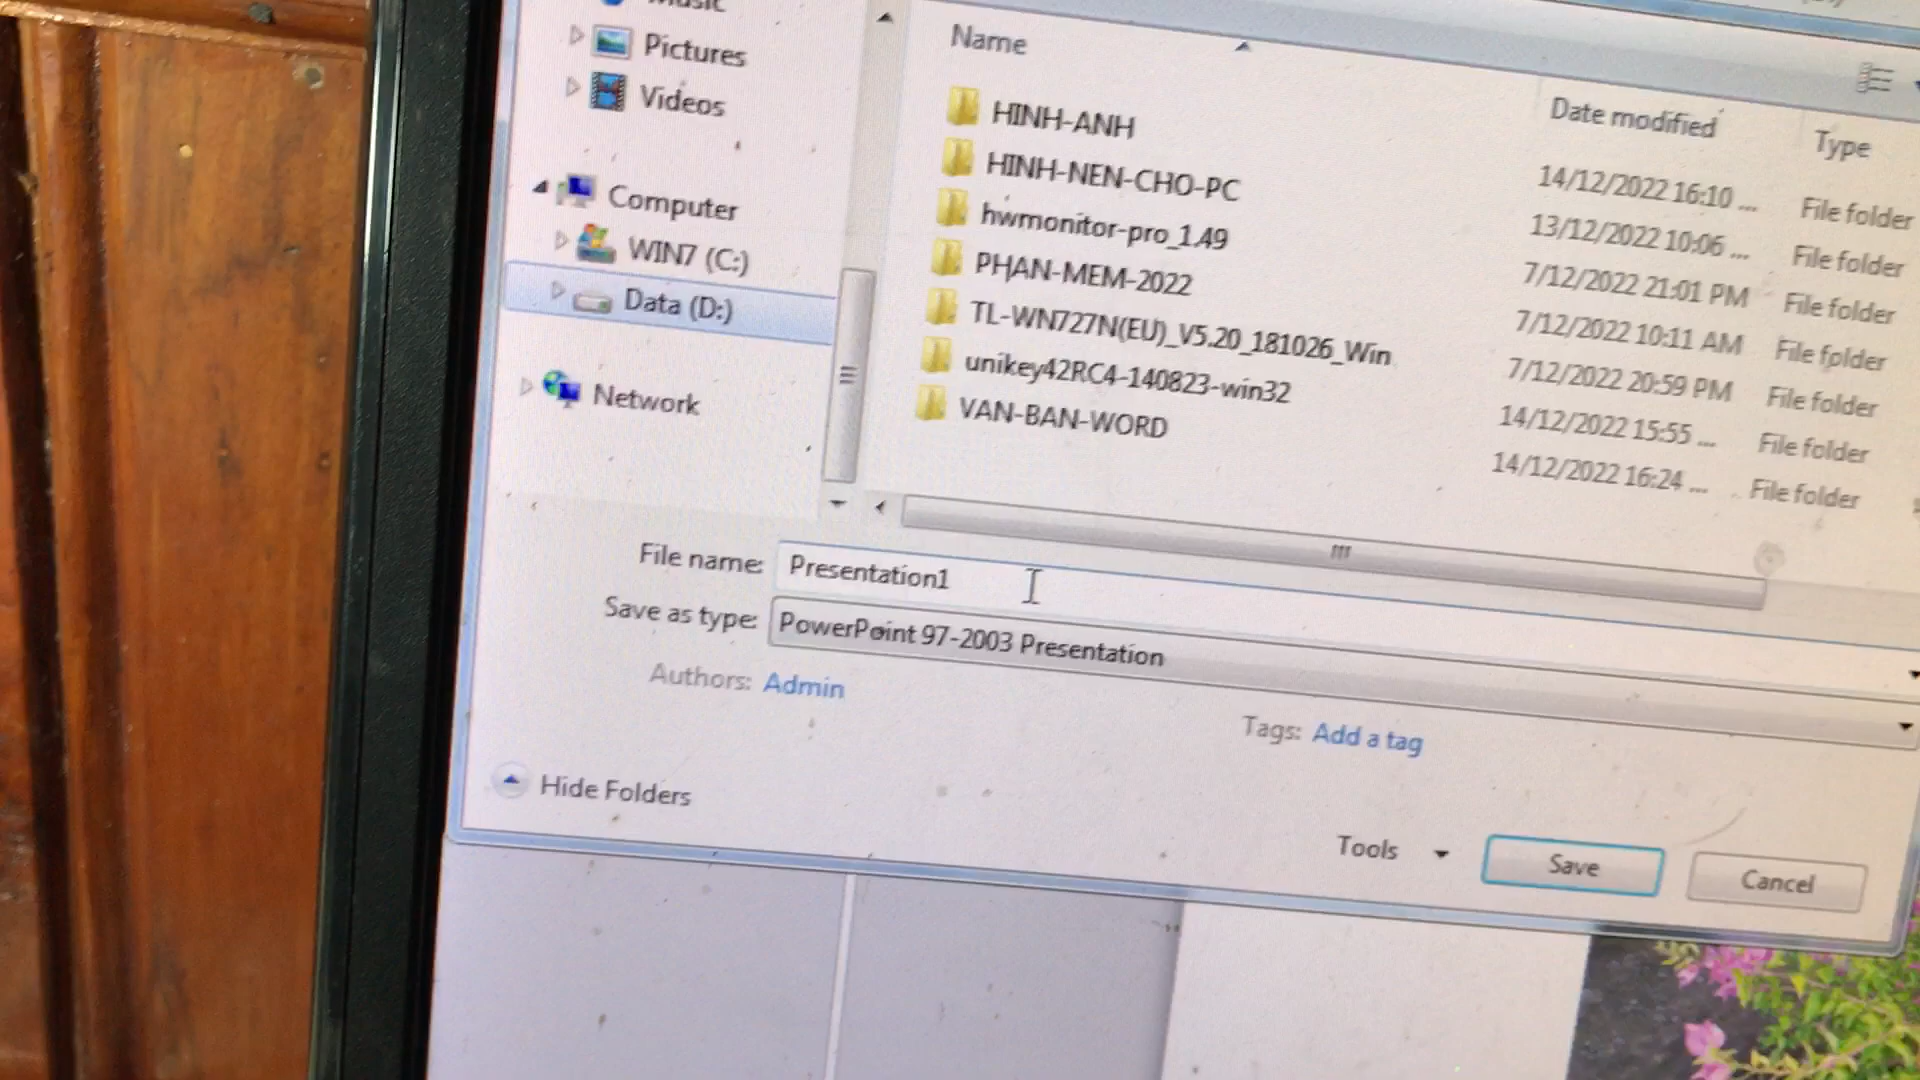 Music
Pictures
Videos
Computer
WIN7 (C:)
Data (D:)
Network
Name Date modified Type
HINH-ANH 14/12/2022 16:10 ... File folder
HINH-NEN-CHO-PC 13/12/2022 10:06 ... File folder
hwmonitor-pro_1.49 7/12/2022 21:01 PM File folder
PHAN-MEM-2022 7/12/2022 10:11 AM File folder
TL-WN727N(EU)_V5.20_181026_Win 7/12/2022 20:59 PM File folder
unikey42RC4-140823-win32 14/12/2022 15:55 ... File folder
VAN-BAN-WORD 14/12/2022 16:24 ... File folder
File name: Presentation1
Save as type: PowerPoint 97-2003 Presentation
Authors: Admin
Tags: Add a tag
Hide Folders
Tools Save Cancel